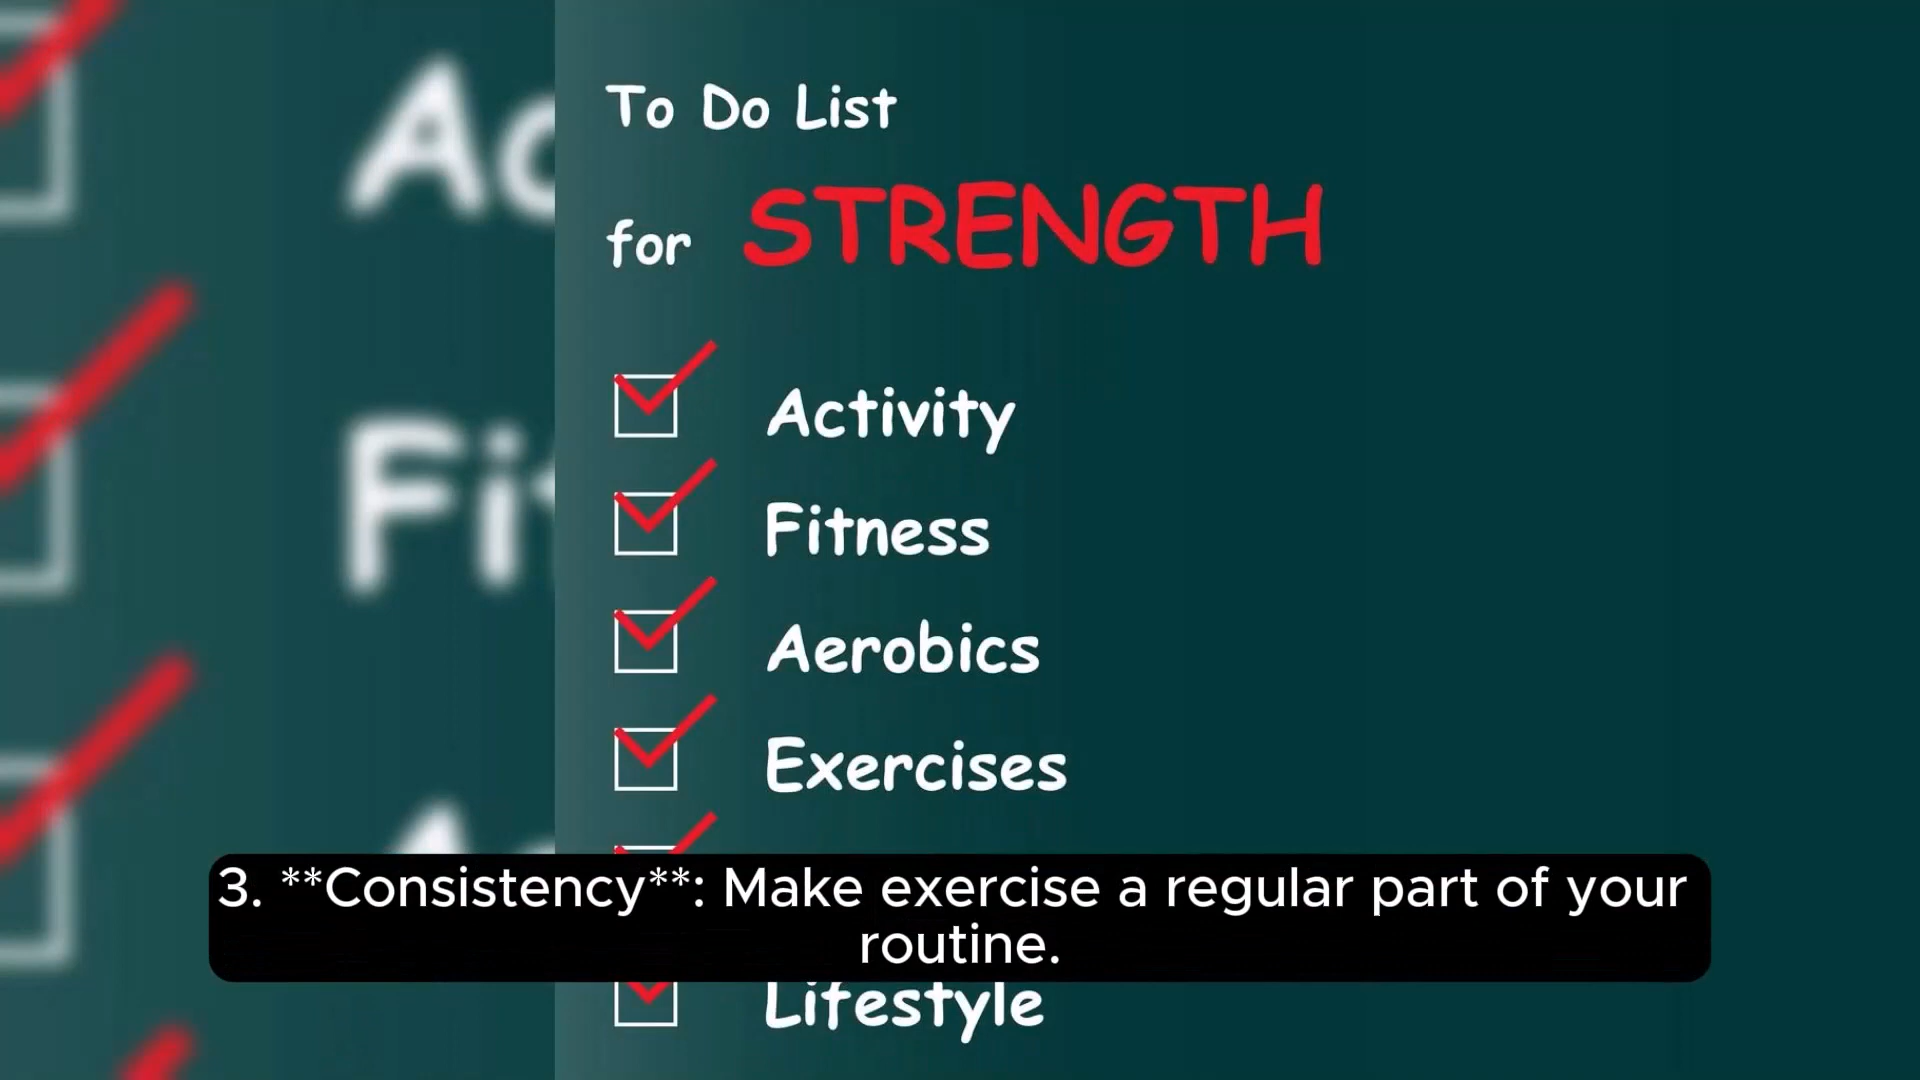 To Do List
for STRENGTH
Activity
Fitness
Aerobics
Exercises
3. **Consistency**: Make exercise a regular part of your
routine.
Lifestyle